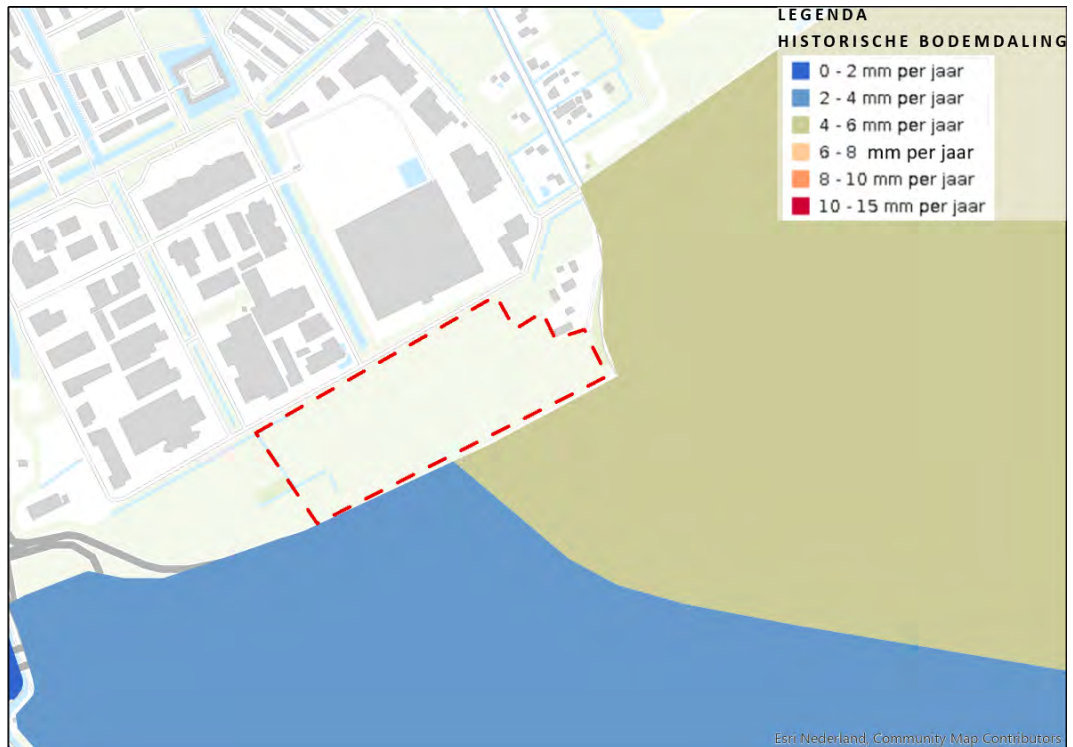 LEGENDA
HISTORISCHE BODEMDALING
0 - 2 mm per jaar
2 - 4 mm per jaar
4 - 6 mm per jaar
6 - 8 mm per jaar
8 - 10 mm per jaar
10 - 15 mm per jaar
Esri Nederland, Community Map Contributors